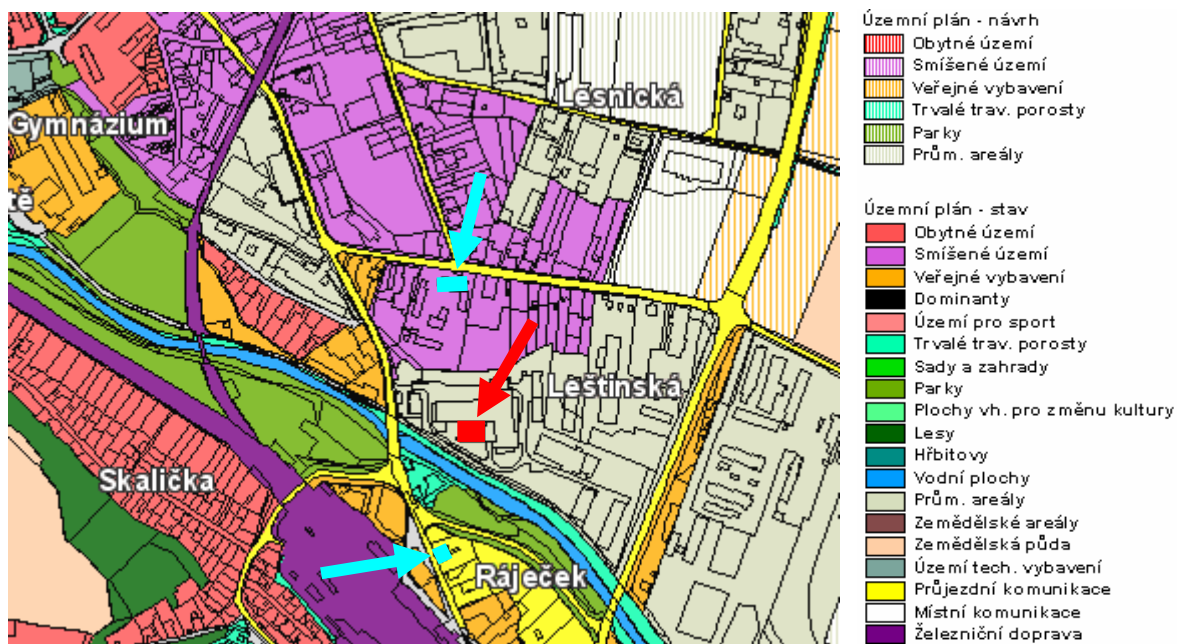 Lesnická
Gymnázium
tě
Leštinská
Skalička
Ráječek
Územní plán - návrh
Obytné území
Smíšené území
Veřejné vybavení
Trvalé trav. porosty
Parky
Prům. areály
Územní plán - stav
Obytné území
Smíšené území
Veřejné vybavení
Dominanty
Území pro sport
Trvalé trav. porosty
Sady a zahrady
Parky
Plochy vh. pro změnu kultury
Lesy
Hřbitovy
Vodní plochy
Prům. areály
Zemědělské areály
Zemědělská půda
Území tech. vybavení
Průjezdní komunikace
Místní komunikace
Železniční doprava